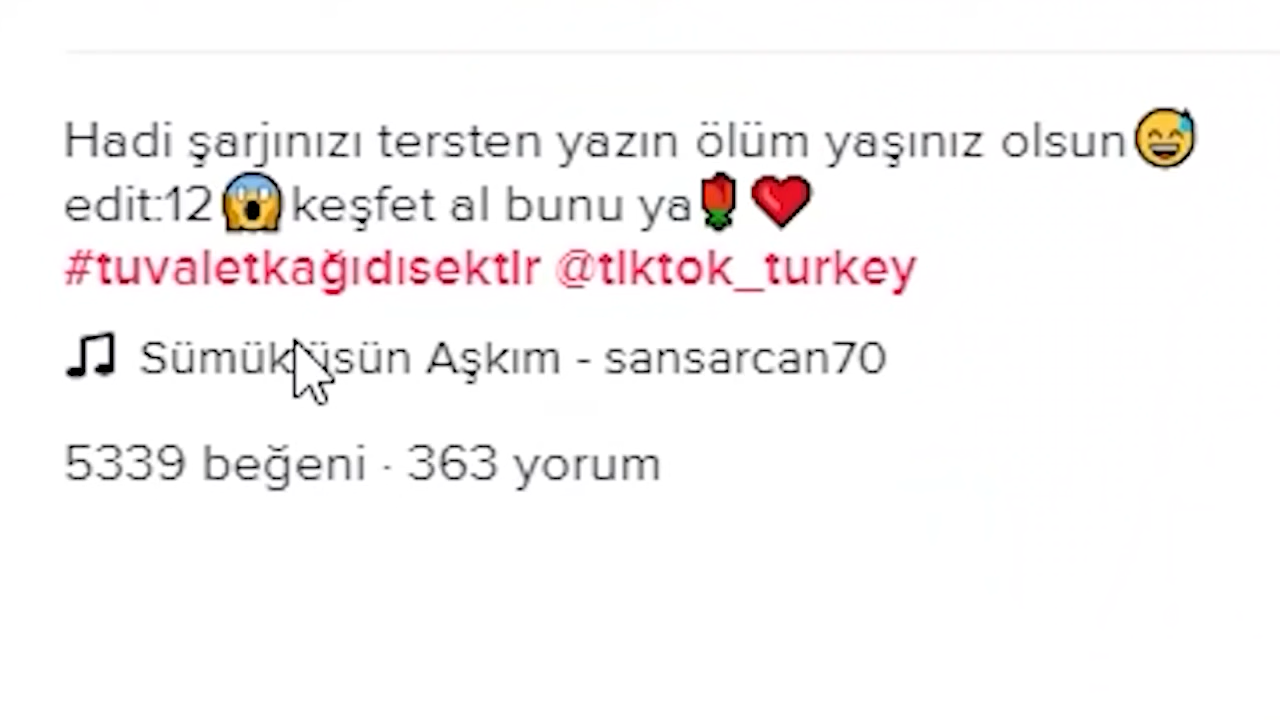 Hadi şarjınızı tersten yazın ölüm yaşınız olsun😅
edit:12😱keşfet al bunu ya🌹❤️
#tuvaletkağıdısektlr @tlktok_turkey
Aşkım - sansarcan70
5339 beğeni · 363 yorum